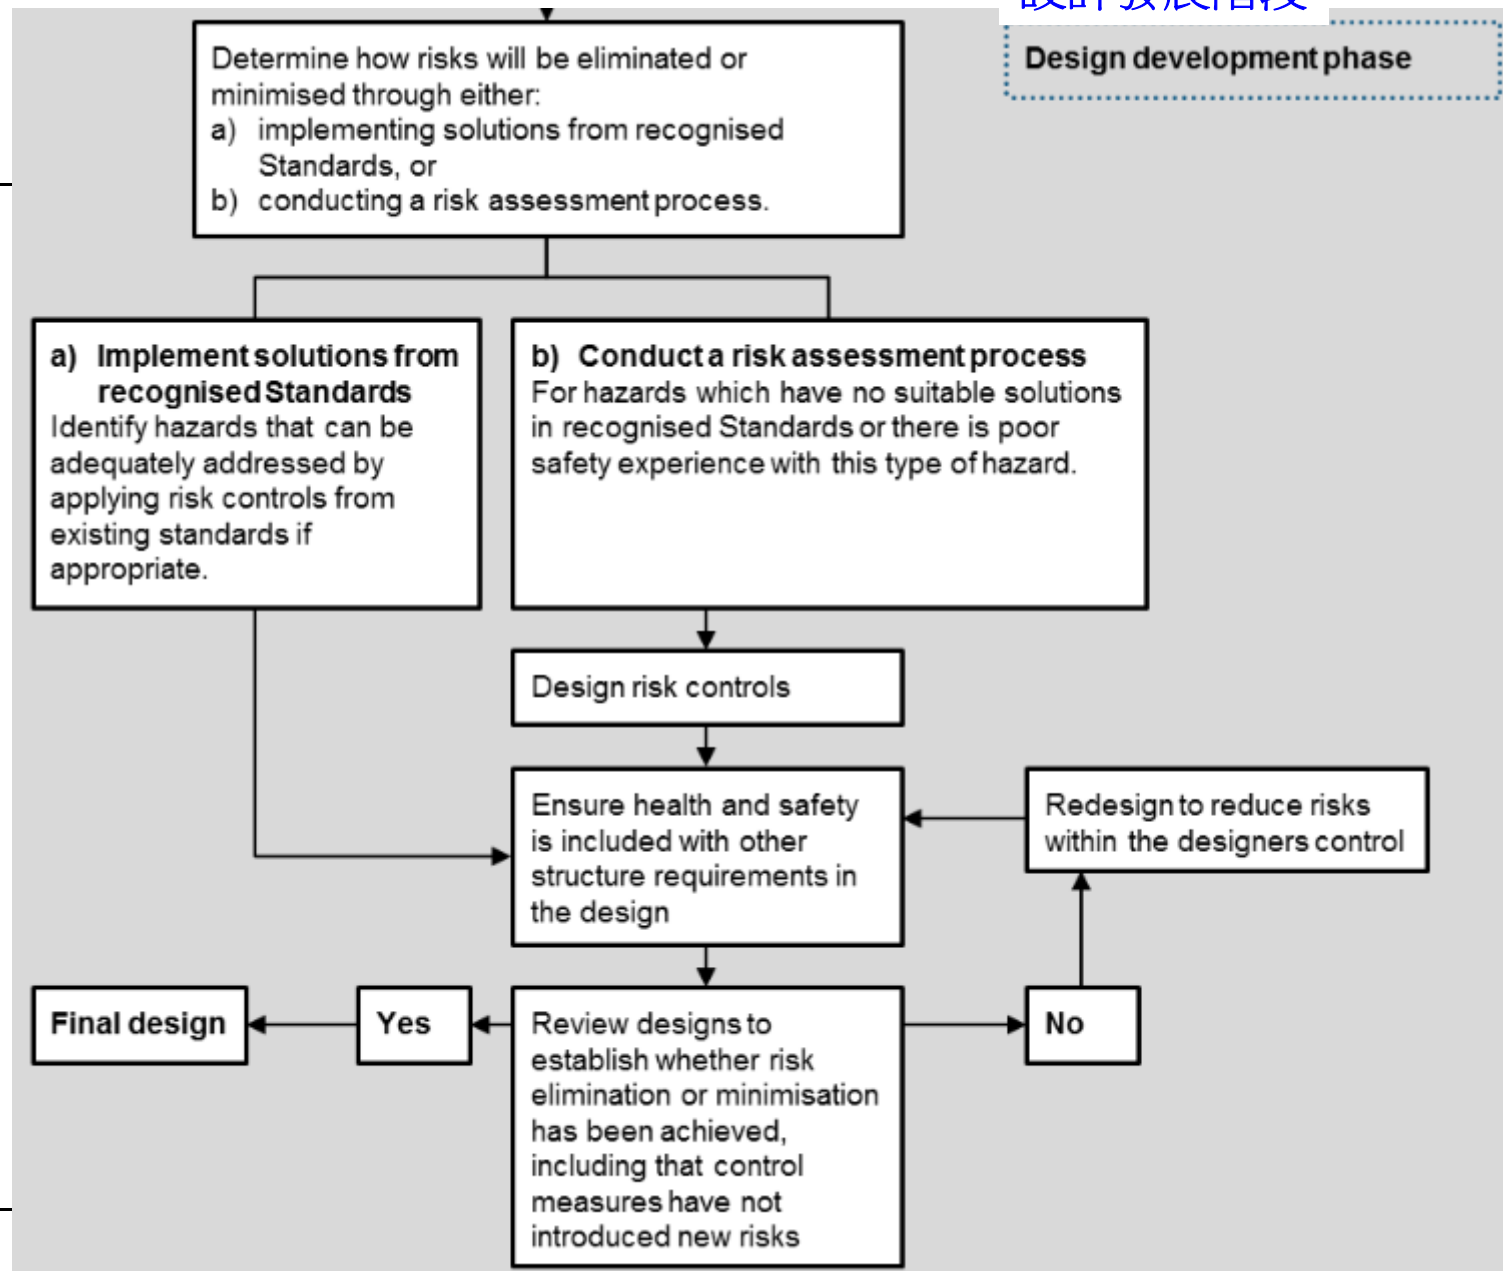 設計發展階段
Design development phase
Determine how risks will be eliminated or
minimised through either:
a) implementing solutions from recognised
Standards, or
b) conducting a risk assessment process.
a) Implement solutions from
recognised Standards
Identify hazards that can be
adequately addressed by
applying risk controls from
existing standards if
appropriate.
b) Conduct a risk assessment process
For hazards which have no suitable solutions
in recognised Standards or there is poor
safety experience with this type of hazard.
Design risk controls
Ensure health and safety
is included with other
structure requirements in
the design
Redesign to reduce risks
within the designers control
Final design
Yes
Review designs to
establish whether risk
elimination or minimisation
has been achieved,
including that control
measures have not
introduced new risks
No